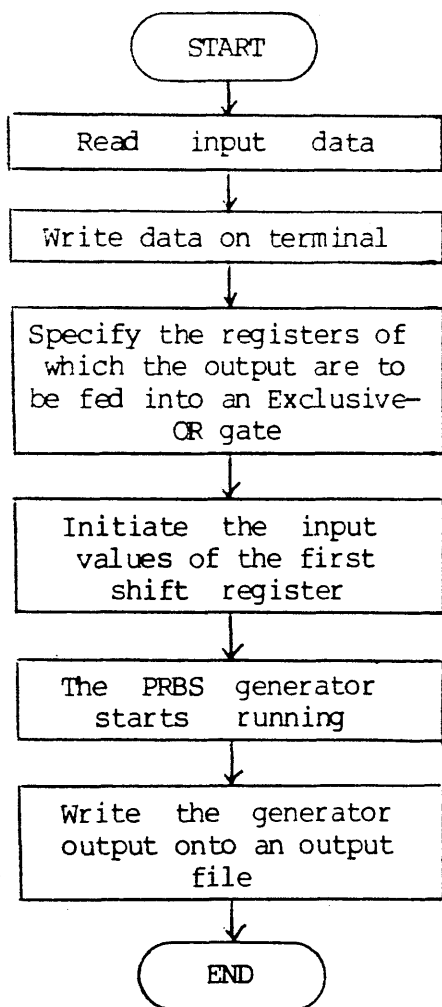 START
Read input data
Write data on terminal
Specify the registers of
which the output are to
be fed into an Exclusive-
OR gate
Initiate the input
values of the first
shift register
The PRBS generator
starts running
Write the generator
output onto an output
file
END